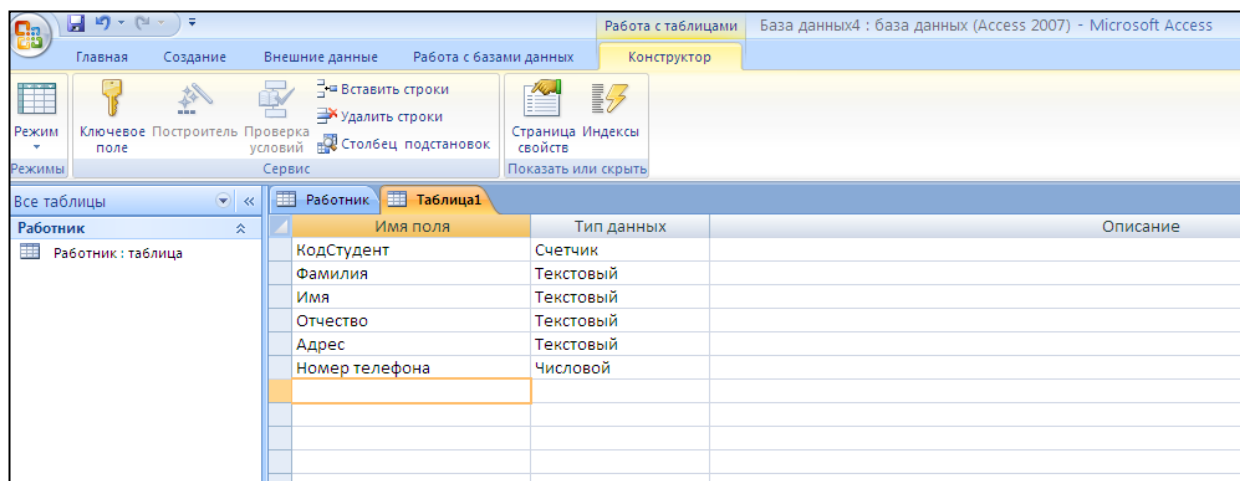 Работа с таблицами База данных4 : база данных (Access 2007) - Microsoft Access
Главная Создание Внешние данные Работа с базами данных Конструктор
Режим
Ключевое поле
Построитель
Проверка условий
Вставить строки
Удалить строки
Столбец подстановок
Страница свойств
Индексы
Режимы Сервис Показать или скрыть
Все таблицы
Работник
Работник : таблица
Работник Таблица1
Имя поля Тип данных Описание
КодСтудент Счетчик
Фамилия Текстовый
Имя Текстовый
Отчество Текстовый
Адрес Текстовый
Номер телефона Числовой